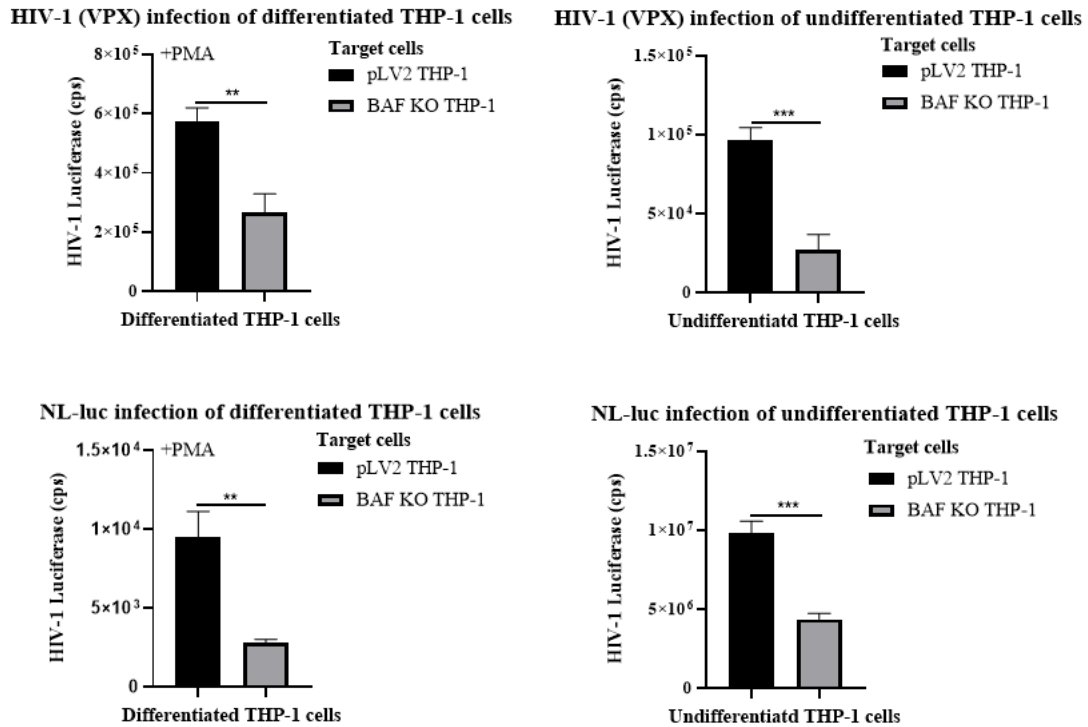 HIV-1 (VPX) infection of differentiated THP-1 cells
+PMA
Target cells
pLV2 THP-1
BAF KO THP-1
**
HIV-1 Luciferase (cps)
8×10⁵
6×10⁵
4×10⁵
2×10⁵
0
Differentiated THP-1 cells
HIV-1 (VPX) infection of undifferentiated THP-1 cells
Target cells
pLV2 THP-1
BAF KO THP-1
***
HIV-1 Luciferase (cps)
1.5×10⁵
1×10⁵
5×10⁴
0
Undifferentiatd THP-1 cells
NL-luc infection of differentiated THP-1 cells
+PMA
Target cells
pLV2 THP-1
BAF KO THP-1
**
HIV-1 Luciferase (cps)
1.5×10⁴
1×10⁴
5×10³
0
Differentiated THP-1 cells
NL-luc infection of undifferentiated THP-1 cells
Target cells
pLV2 THP-1
BAF KO THP-1
***
HIV-1 Luciferase (cps)
1.5×10⁷
1×10⁷
5×10⁶
0
Undifferentiatd THP-1 cells